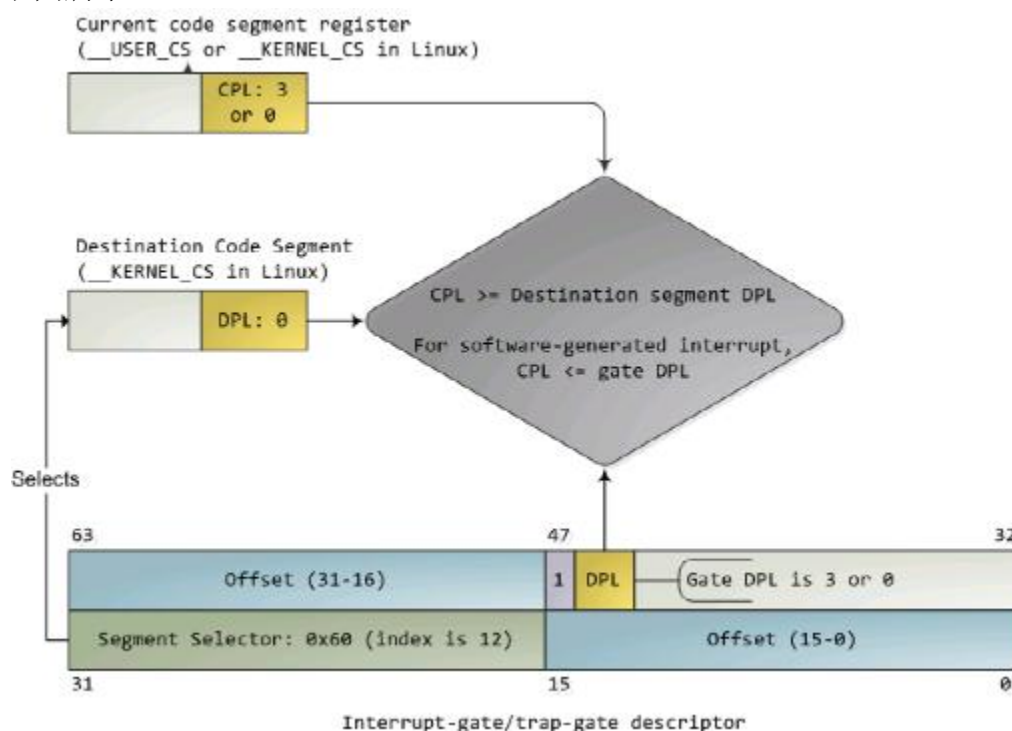 Current code segment register
(__USER_CS or __KERNEL_CS in Linux)
CPL: 3
or 0
Destination Code Segment
(__KERNEL_CS in Linux)
DPL: 0
CPL >= Destination segment DPL
For software-generated interrupt,
CPL <= gate DPL
Selects
63
47
32
Offset (31-16)
1
DPL
Gate DPL is 3 or 0
Segment Selector: 0x60 (index is 12)
Offset (15-0)
31
15
0
Interrupt-gate/trap-gate descriptor